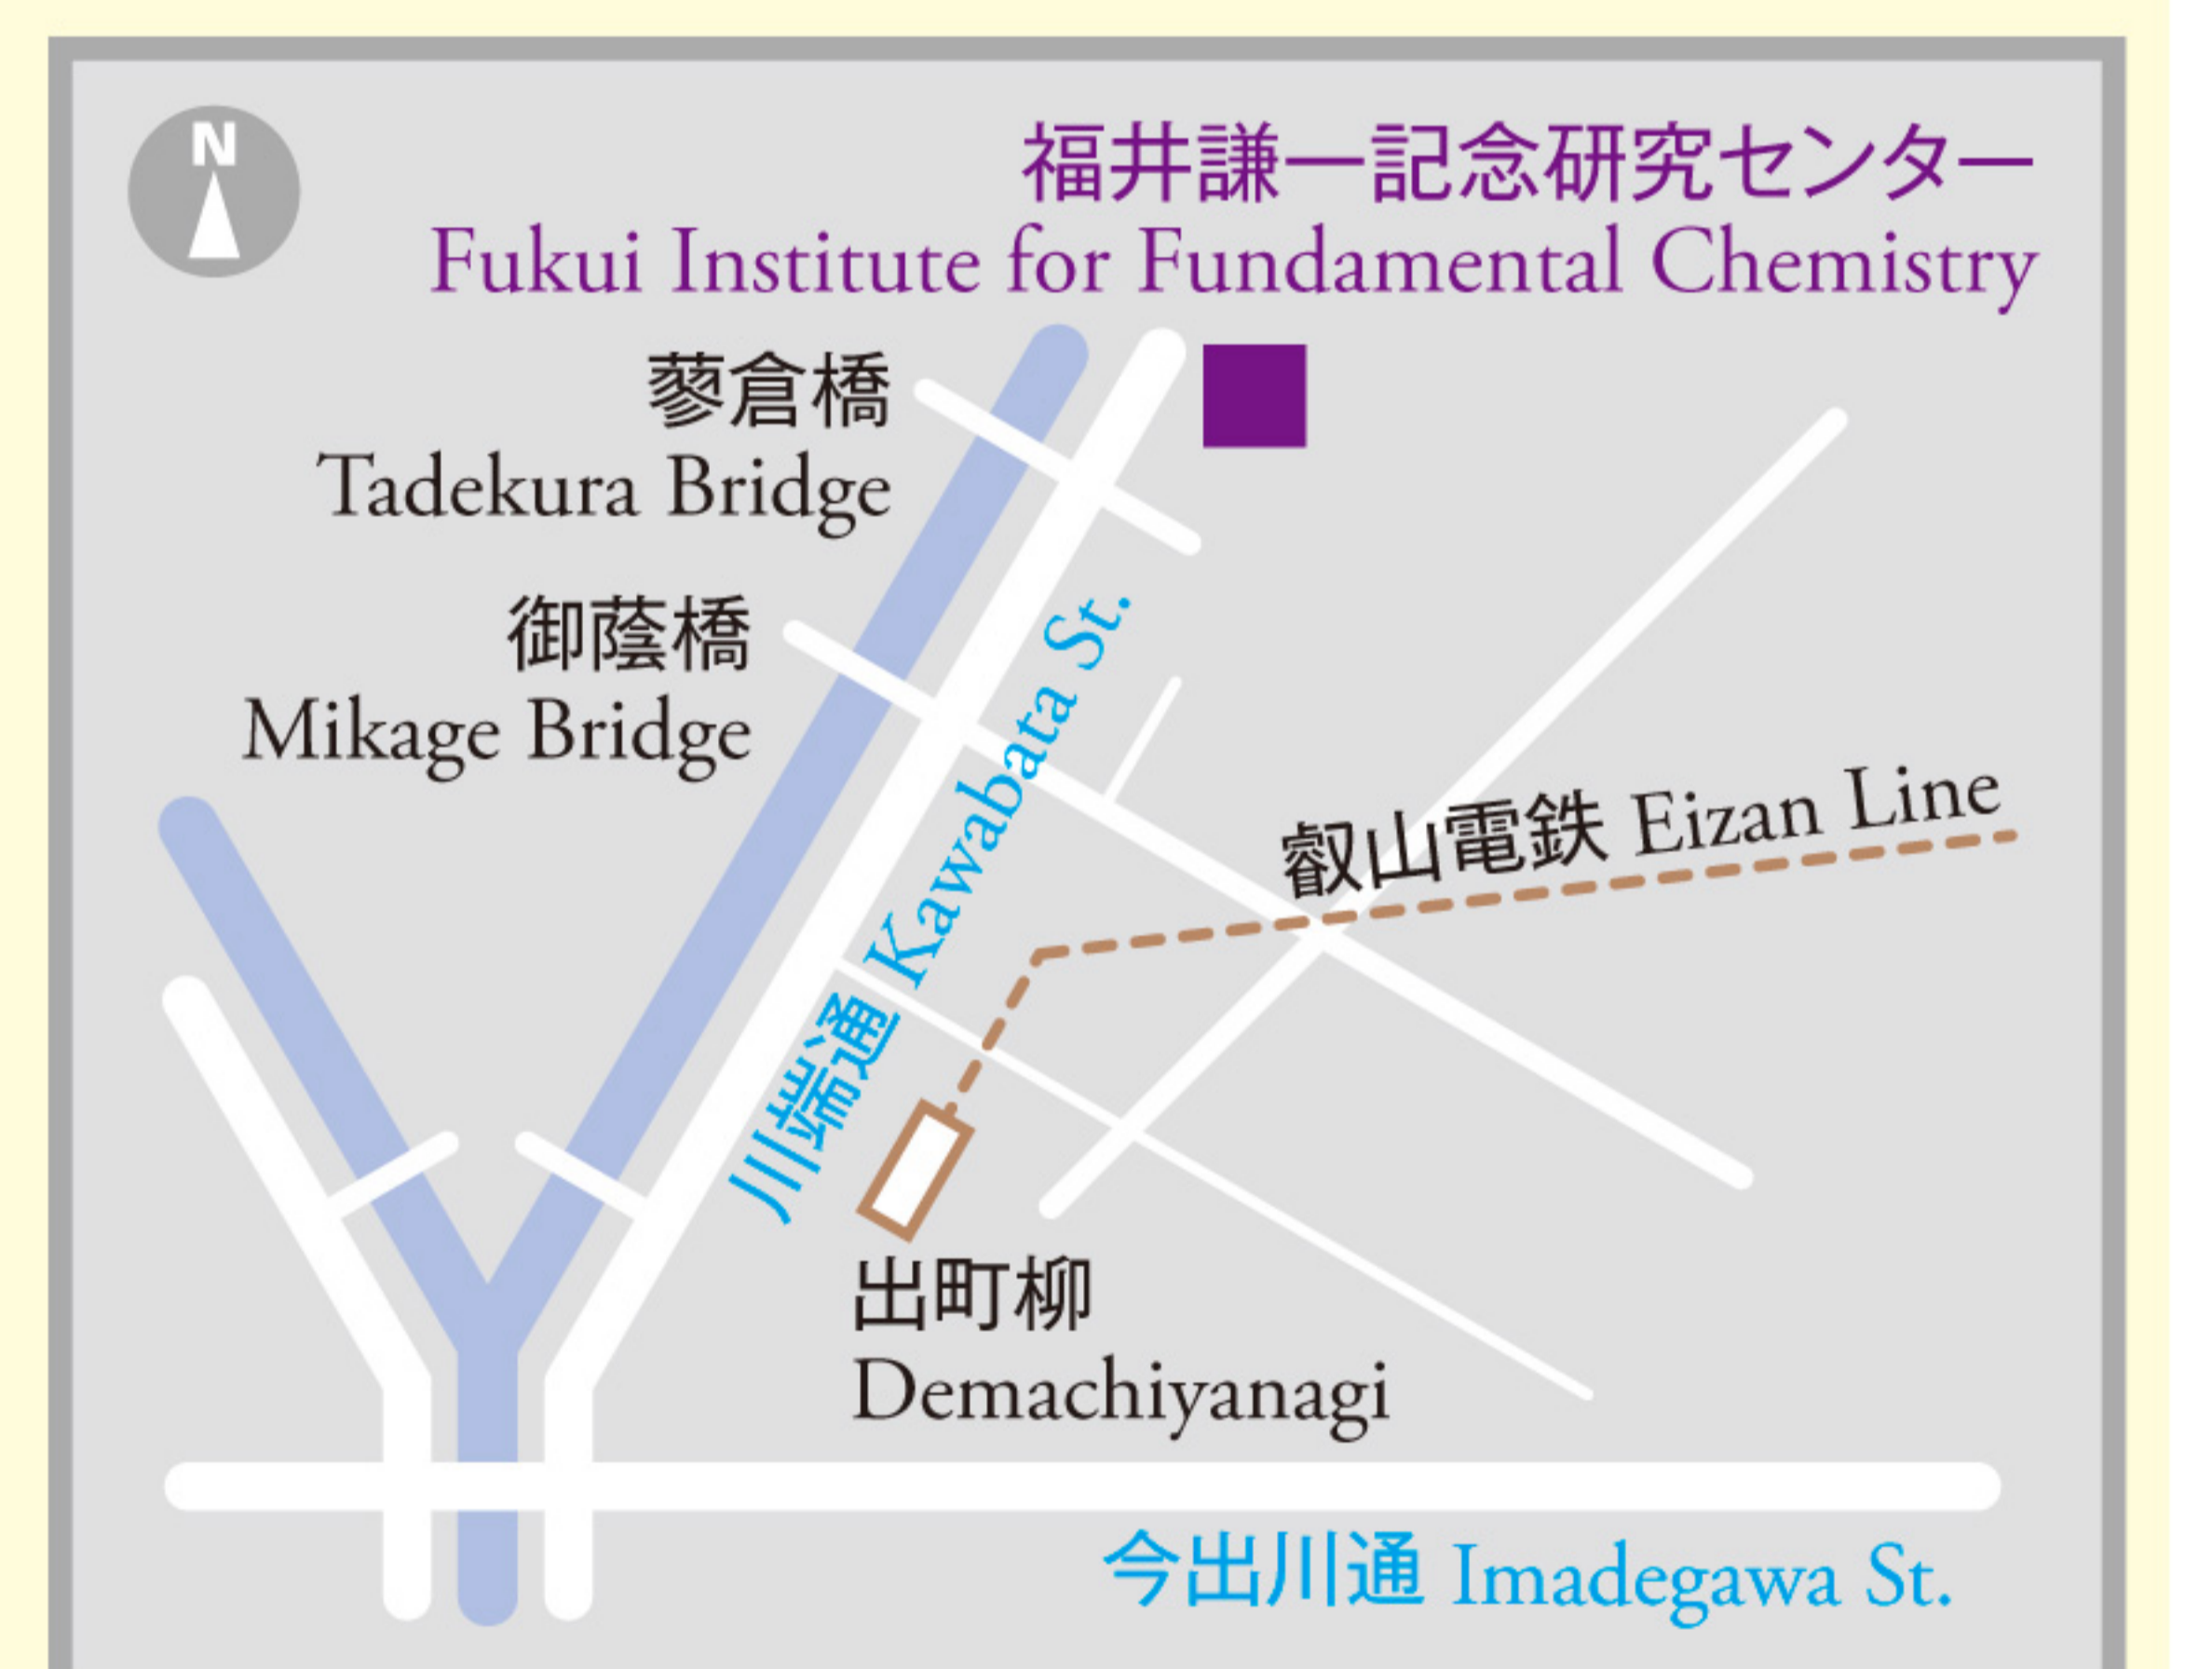 N
福井謙一記念研究センター
Fukui Institute for Fundamental Chemistry
蓼倉橋
Tadekura Bridge
御蔭橋
Mikage Bridge
川端通 Kawabata St.
叡山電鉄 Eizan Line
出町柳
Demachiyanagi
今出川通 Imadegawa St.